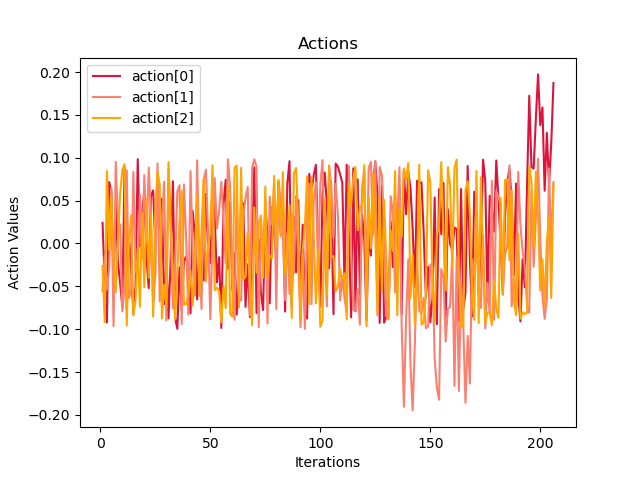 Actions
action[0]
action[1]
action[2]
0.20
0.15
0.10
0.05
0.00
−0.05
−0.10
−0.15
−0.20
Action Values
0 50 100 150 200
Iterations